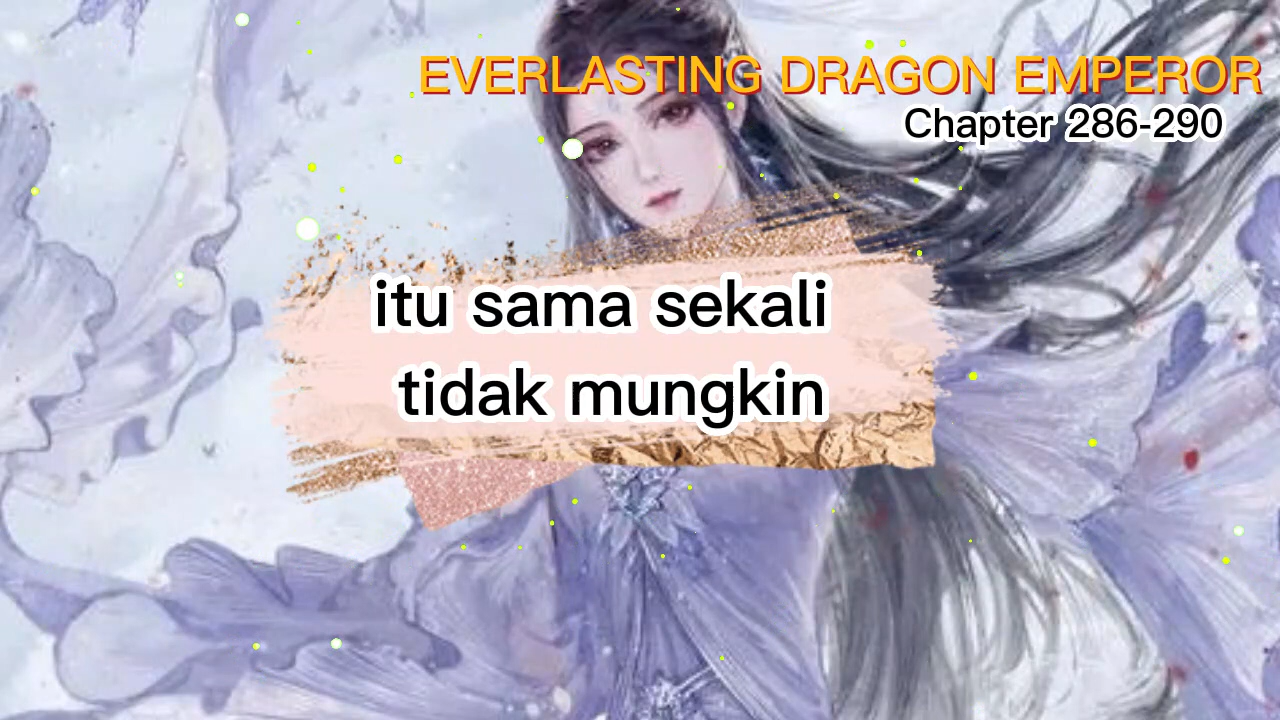 EVERLASTING DRAGON EMPEROR
Chapter 286-290
itu sama sekali
tidak mungkin